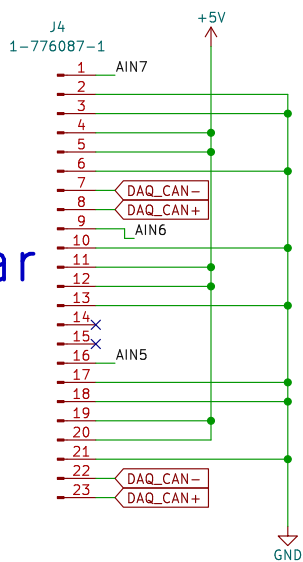 +5V
J4
1-776087-1
1 AIN7
2
3
4
5
6
7 DAQ_CAN-
8 DAQ_CAN+
9 AIN6
10
ar
11
12
13
14
15
16 AIN5
17
18
19
20
21
22 DAQ_CAN-
23 DAQ_CAN+
GND